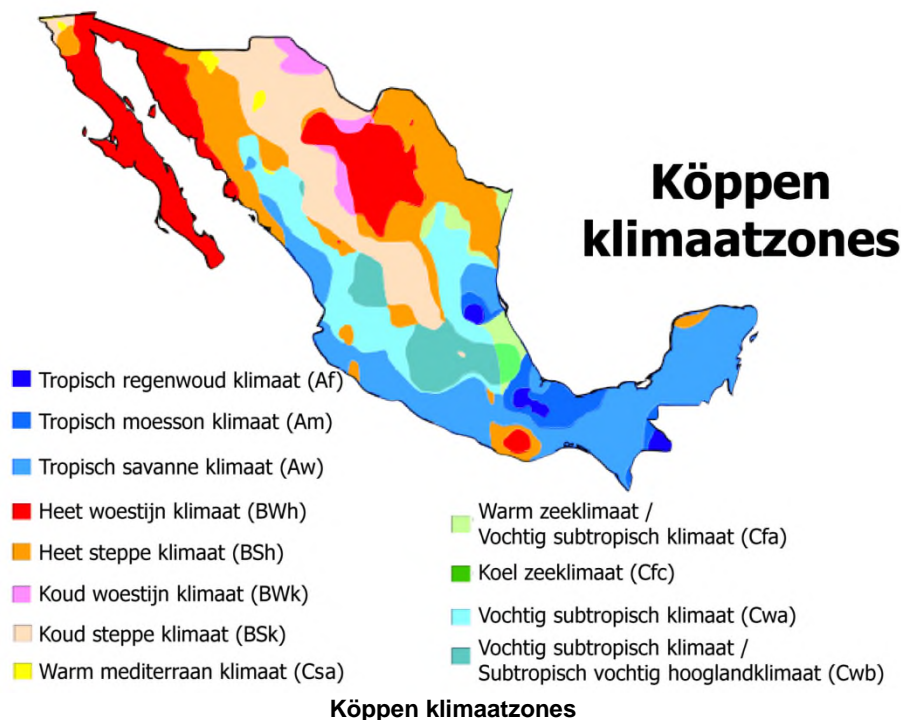 Köppen
klimaatzones
Tropisch regenwoud klimaat (Af)
Tropisch moesson klimaat (Am)
Tropisch savanne klimaat (Aw)
Heet woestijn klimaat (BWh)
Heet steppe klimaat (BSh)
Koud woestijn klimaat (BWk)
Koud steppe klimaat (BSk)
Warm mediterraan klimaat (Csa)
Warm zeeklimaat /
Vochtig subtropisch klimaat (Cfa)
Koel zeeklimaat (Cfc)
Vochtig subtropisch klimaat (Cwa)
Vochtig subtropisch klimaat /
Subtropisch vochtig hooglandklimaat (Cwb)
Köppen klimaatzones